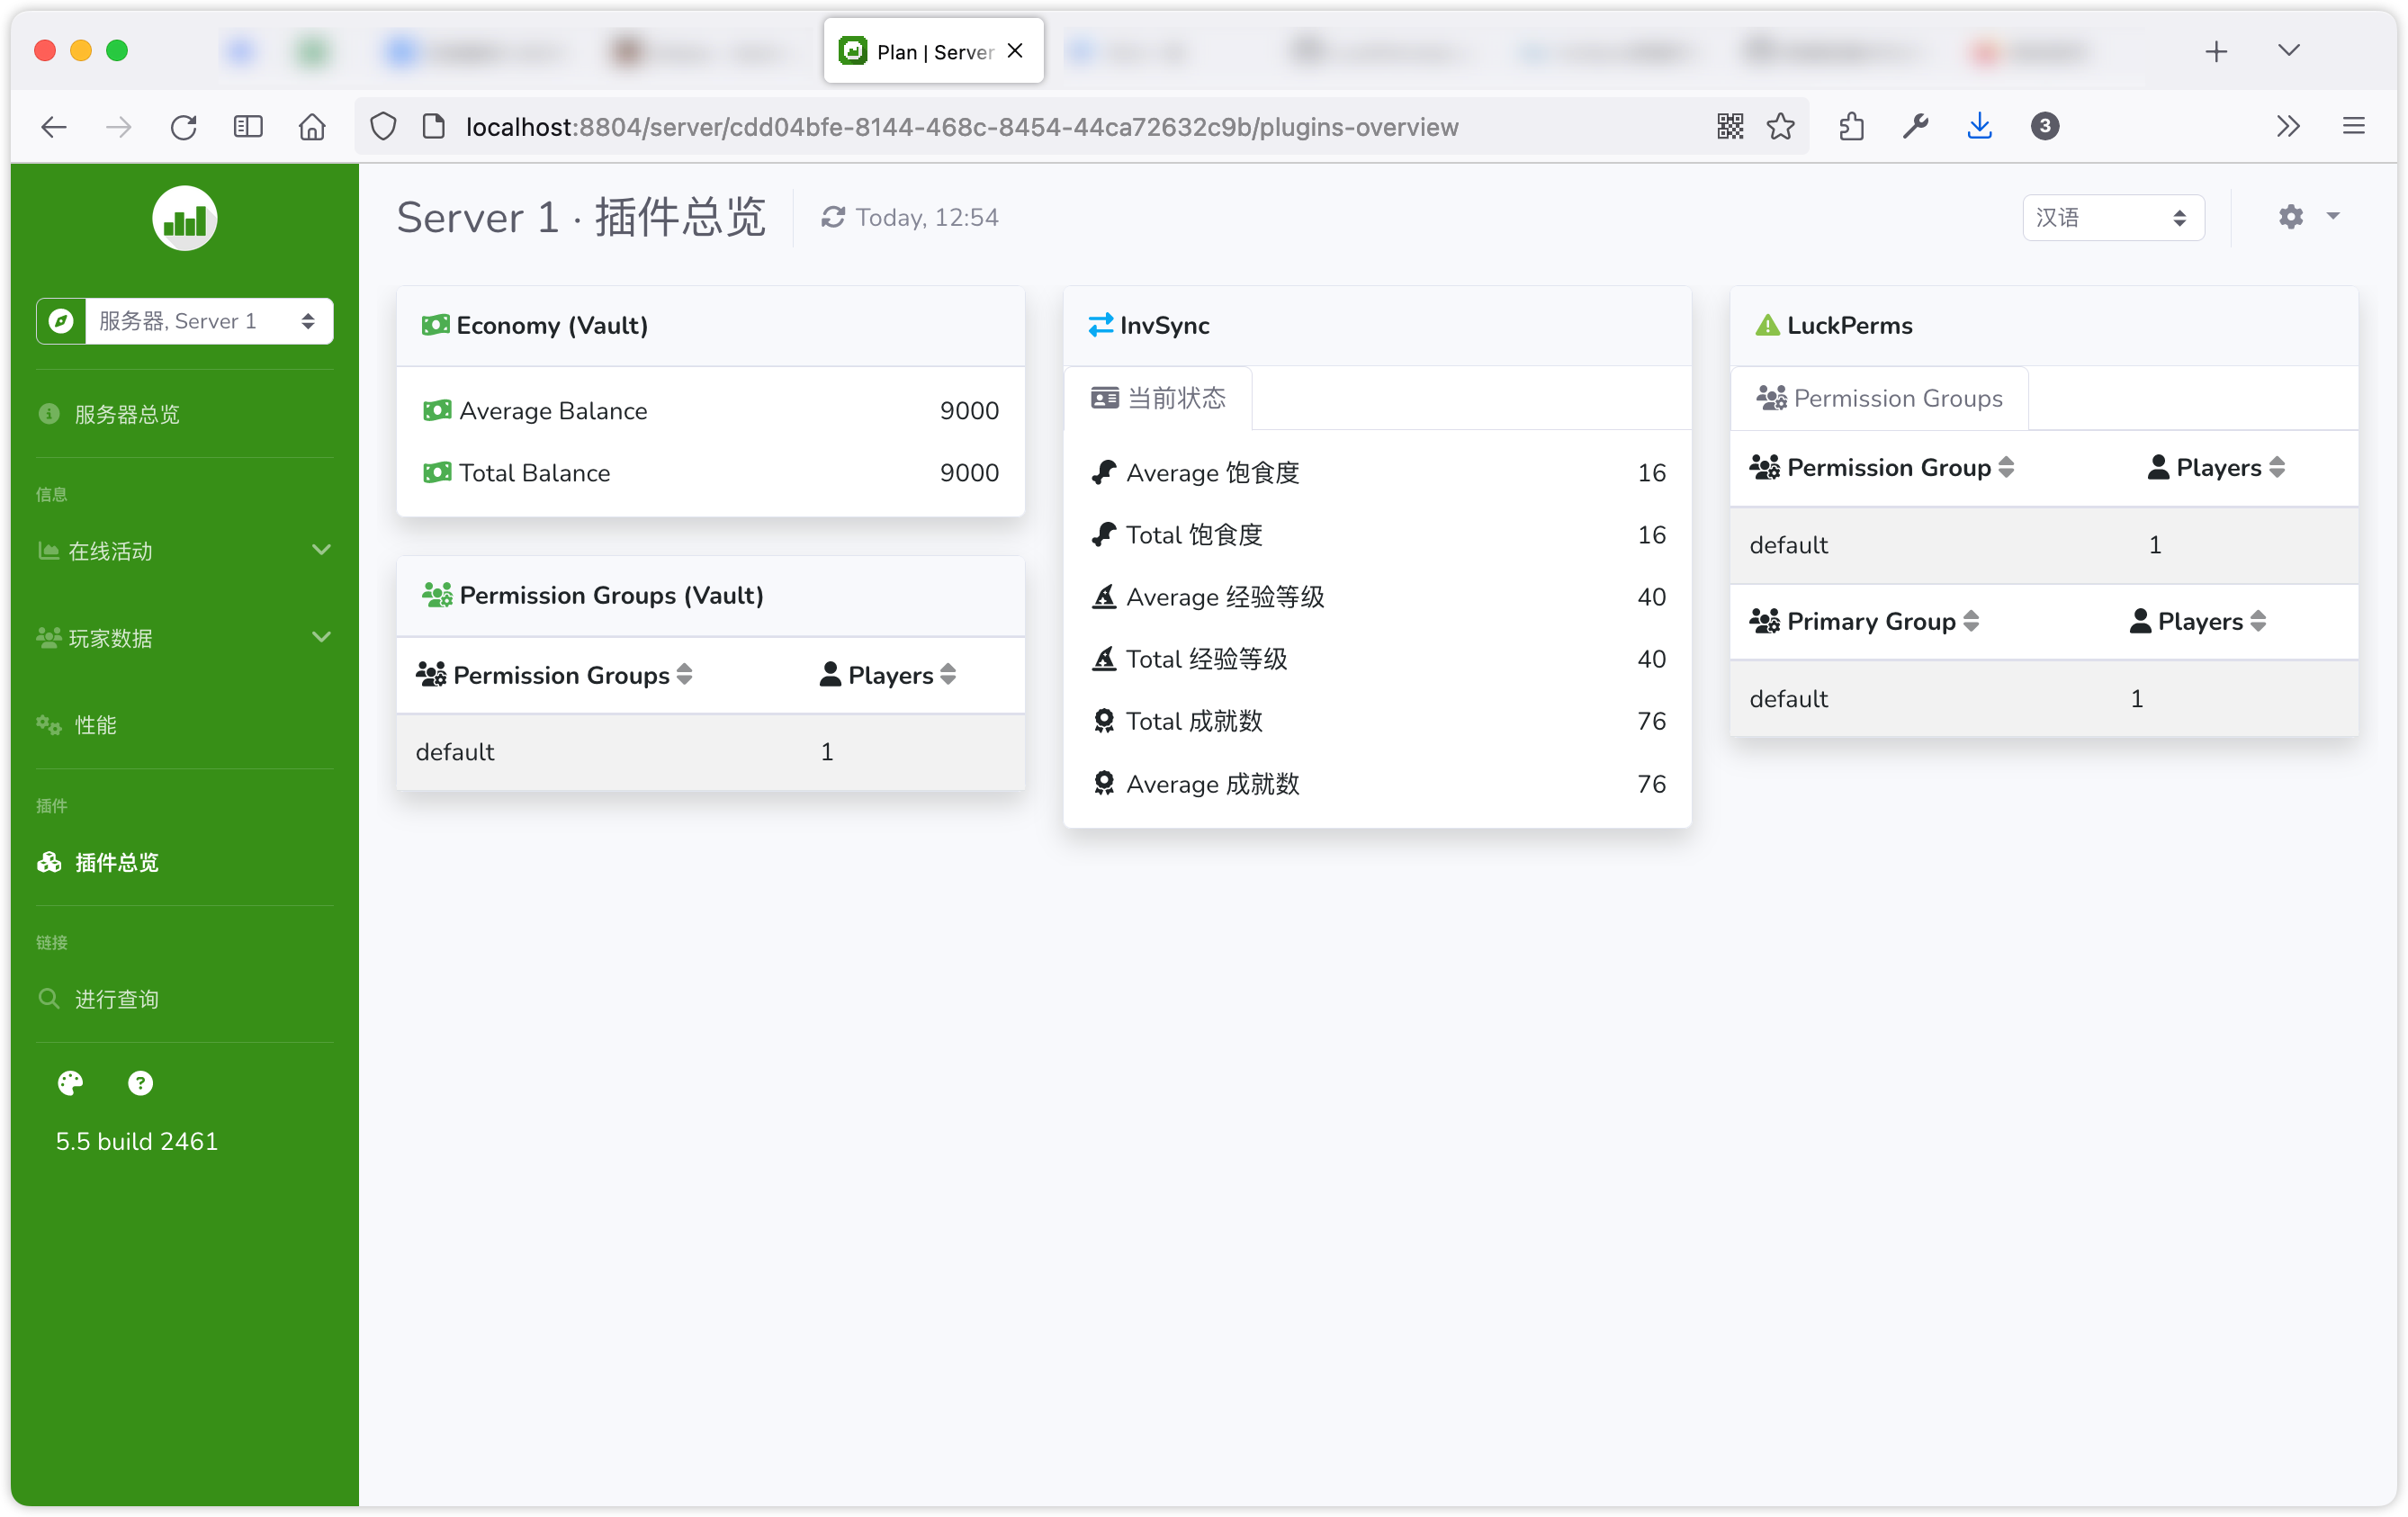 Plan | Server
localhost:8804/server/cdd04bfe-8144-468c-8454-44ca72632c9b/plugins-overview
3
Server 1 · 插件总览
Today, 12:54
汉语
服务器, Server 1
服务器总览
信息
在线活动
玩家数据
性能
插件
插件总览
链接
进行查询
5.5 build 2461
Economy (Vault)
Average Balance 9000
Total Balance 9000
Permission Groups (Vault)
Permission Groups Players
default 1
InvSync
当前状态
Average 饱食度 16
Total 饱食度 16
Average 经验等级 40
Total 经验等级 40
Total 成就数 76
Average 成就数 76
LuckPerms
Permission Groups
Permission Group Players
default 1
Primary Group Players
default 1